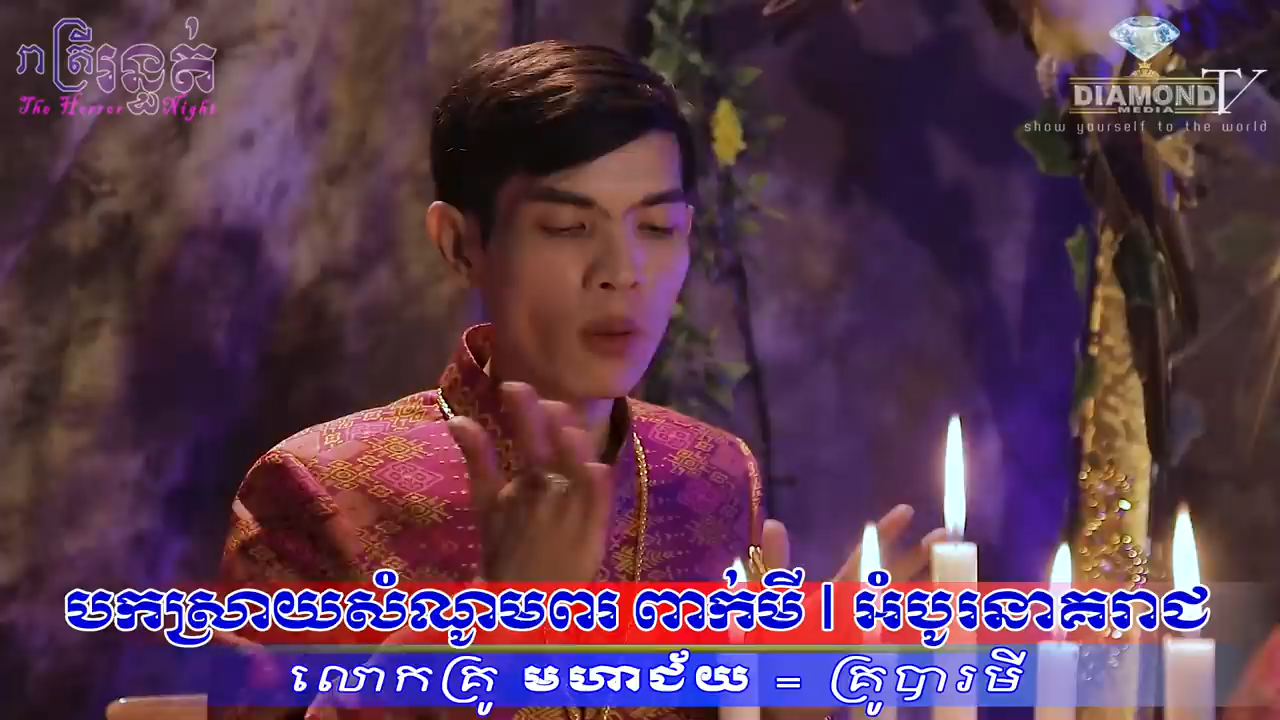 រាត្រីរន្ធត់
The Horror Night
DIAMOND TV
MEDIA
show yourself to the world
បកស្រាយសំណូមពរ ពាក់មី | អំបូរនាគរាជ
លោកគ្រូ មហាជ័យ = គ្រូបារមី